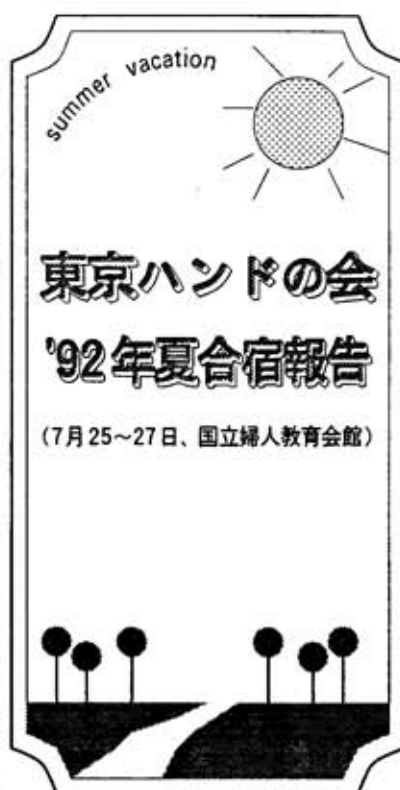 summer vacation
東京ハンドの会
'92年夏合宿報告
(7月25～27日、国立婦人教育会館)